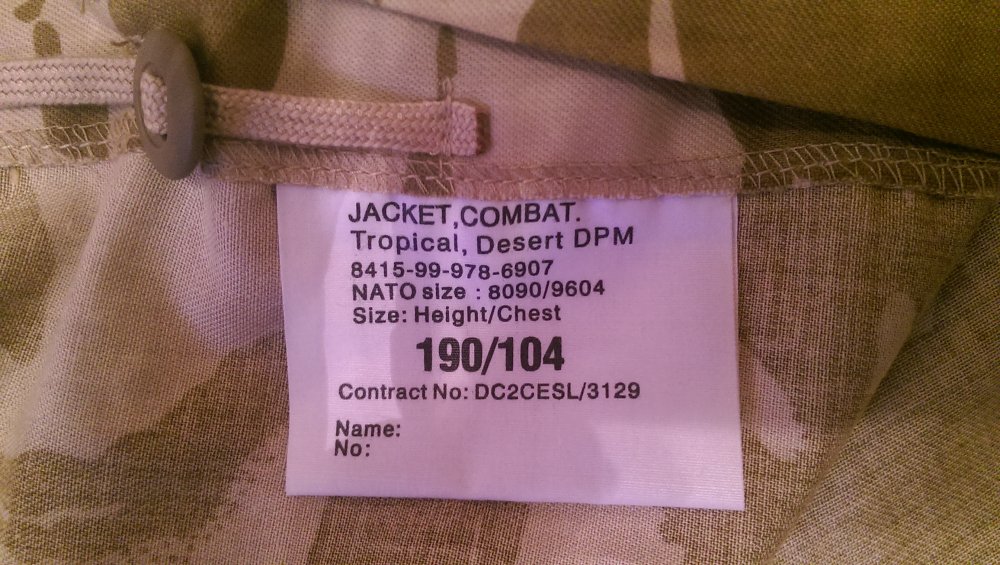 JACKET,COMBAT.
Tropical, Desert DPM
8415-99-978-6907
NATO size : 8090/9604
Size: Height/Chest
190/104
Contract No: DC2CESL/3129
Name:
No: